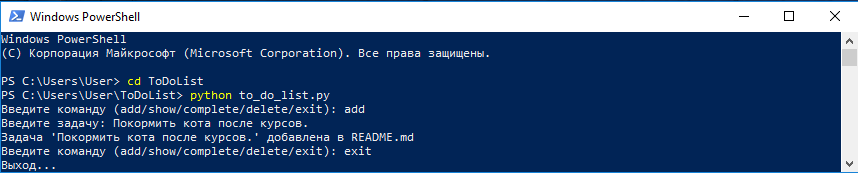 Windows PowerShell
Windows PowerShell
(C) Корпорация Майкрософт (Microsoft Corporation). Все права защищены.
PS C:\Users\User> cd ToDoList
PS C:\Users\User\ToDoList> python to_do_list.py
Введите команду (add/show/complete/delete/exit): add
Введите задачу: Покормить кота после курсов.
Задача 'Покормить кота после курсов.' добавлена в README.md
Введите команду (add/show/complete/delete/exit): exit
Выход...